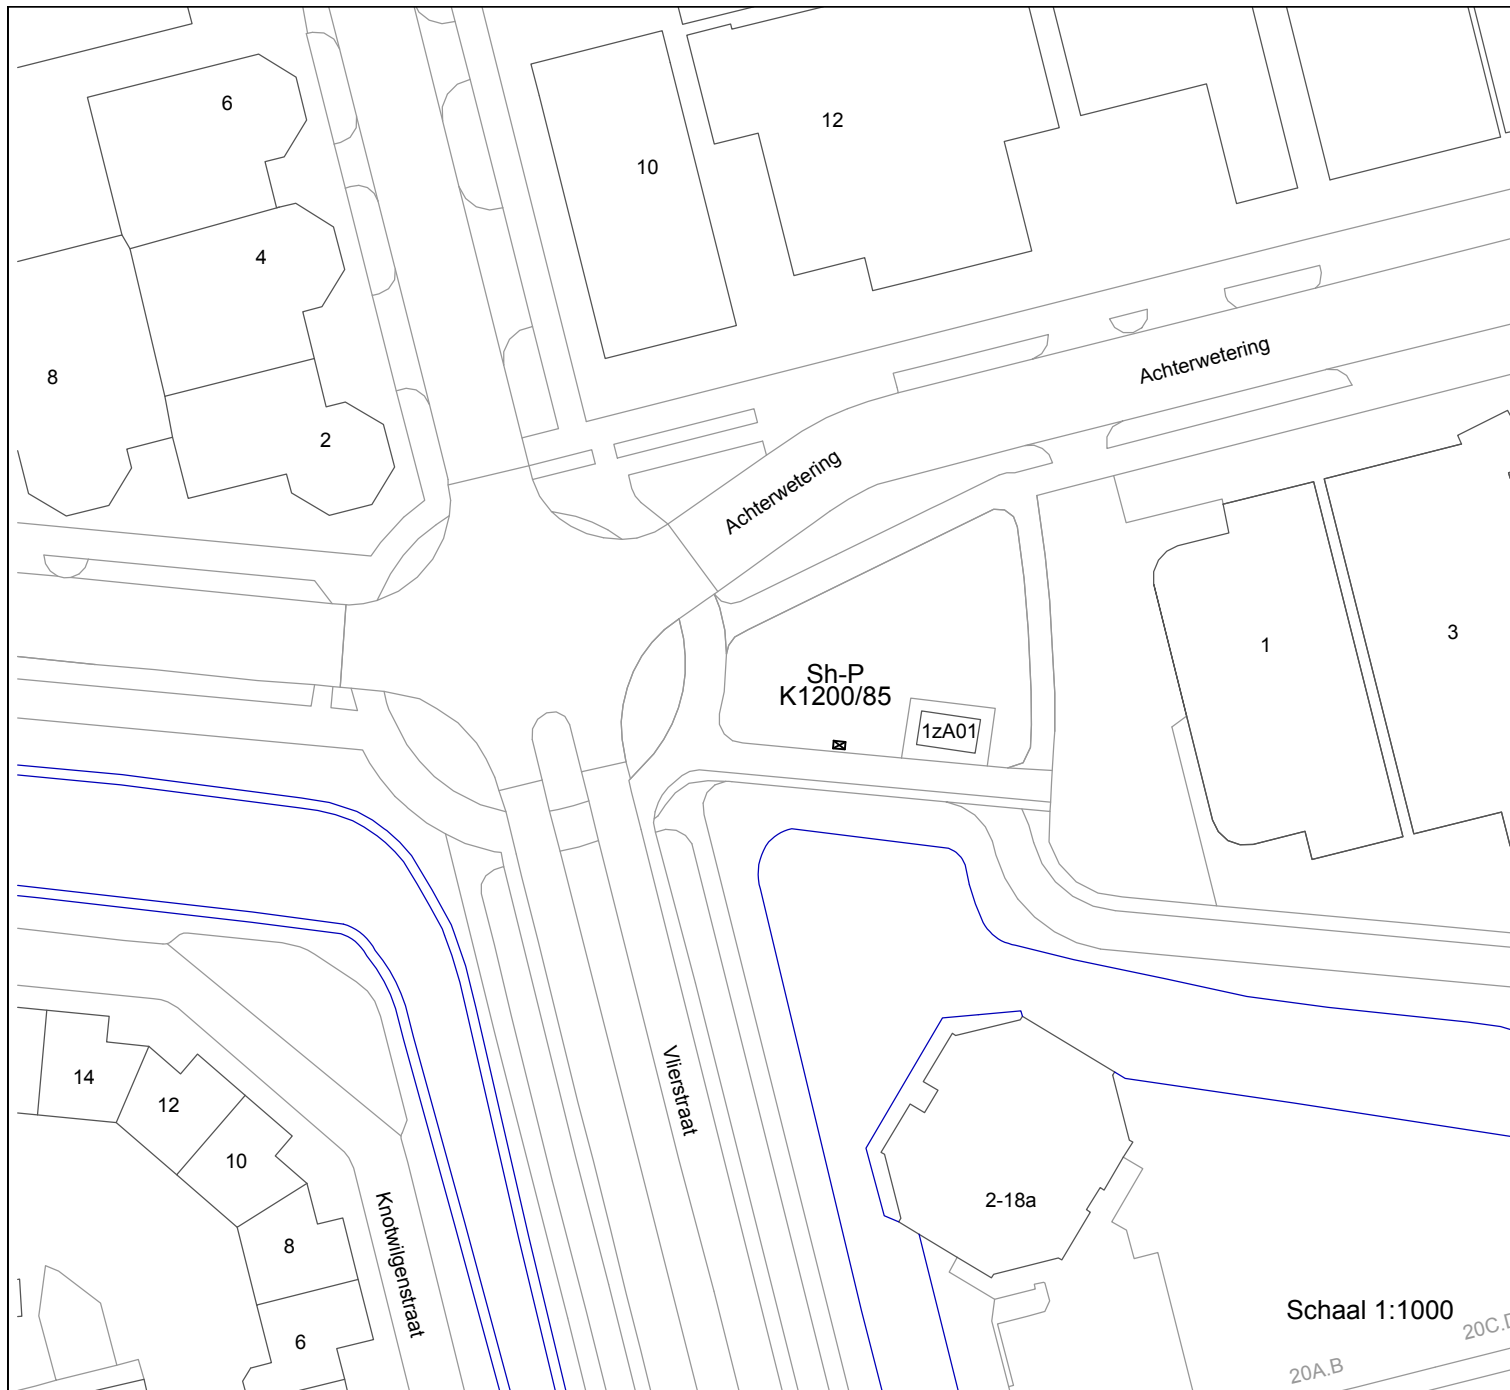 6
12
10
4
Achterwetering
8
2
Achterwetering
1
3
Sh-P
K1200/85
1zA01
14
12
Vlierstraat
10
2-18a
8
Knotwilgenstraat
Schaal 1:1000
6
20C.D
20A.B